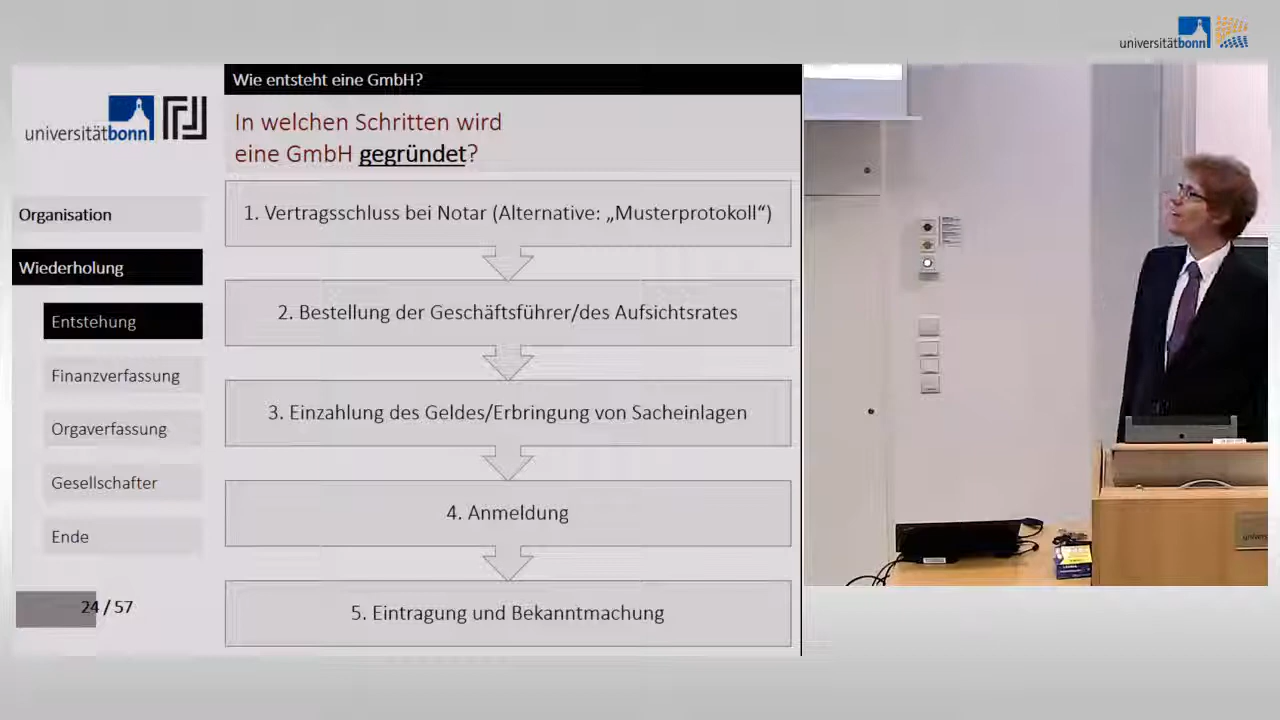 universitätbonn
Wie entsteht eine GmbH?
universitätbonn
In welchen Schritten wird
eine GmbH gegründet?
Organisation
Wiederholung
Entstehung
Finanzverfassung
Orgaverfassung
Gesellschafter
Ende
24 / 57
1. Vertragsschluss bei Notar (Alternative: „Musterprotokoll“)
2. Bestellung der Geschäftsführer/des Aufsichtsrates
3. Einzahlung des Geldes/Erbringung von Sacheinlagen
4. Anmeldung
5. Eintragung und Bekanntmachung